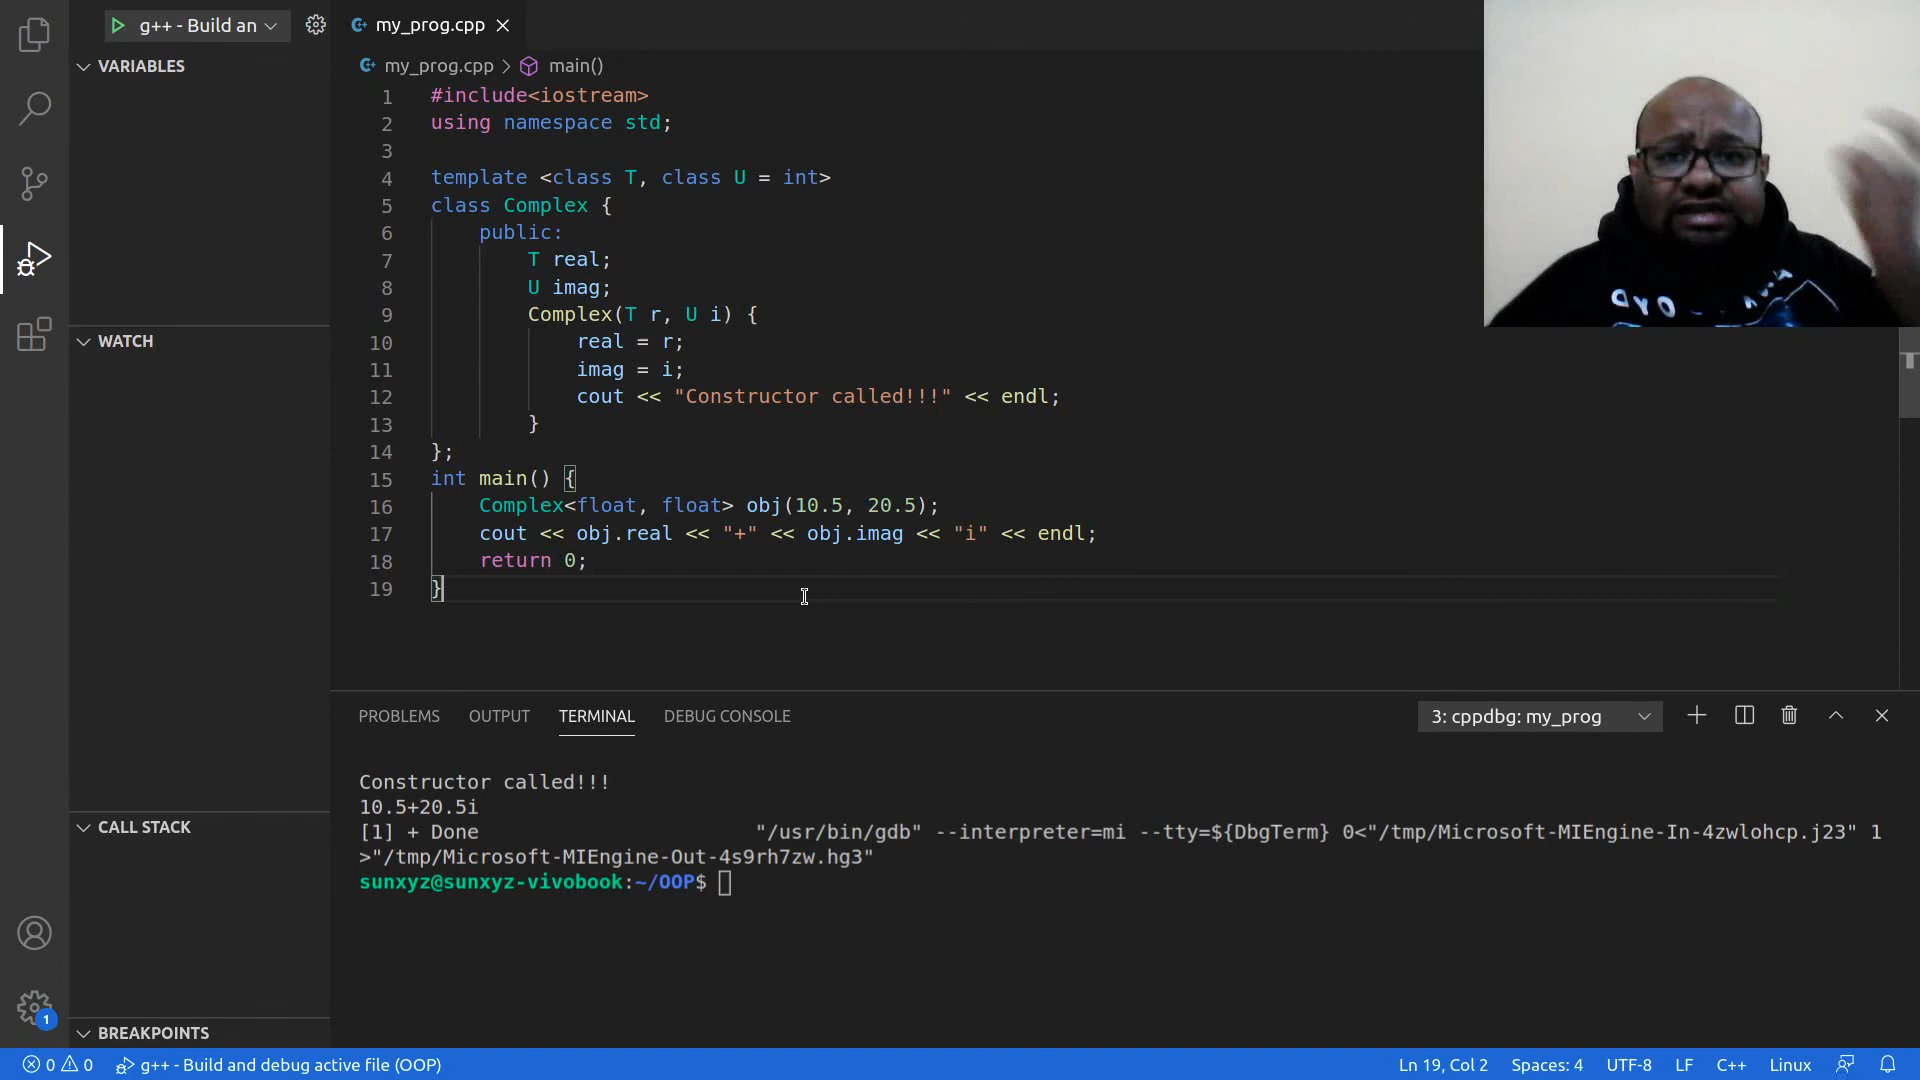 g++ - Build an
my_prog.cpp
VARIABLES
my_prog.cpp > main()
1 #include<iostream>
2 using namespace std;
3
4 template <class T, class U = int>
5 class Complex {
6 public:
7 T real;
8 U imag;
9 Complex(T r, U i) {
10 real = r;
11 imag = i;
12 cout << "Constructor called!!!" << endl;
13 }
14 };
15 int main() {
16 Complex<float, float> obj(10.5, 20.5);
17 cout << obj.real << "+" << obj.imag << "i" << endl;
18 return 0;
19 }
WATCH
CALL STACK
BREAKPOINTS
PROBLEMS OUTPUT TERMINAL DEBUG CONSOLE 3: cppdbg: my_prog
Constructor called!!!
10.5+20.5i
[1] + Done "/usr/bin/gdb" --interpreter=mi --tty=${DbgTerm} 0<"/tmp/Microsoft-MIEngine-In-4zwlohcp.j23" 1
>"/tmp/Microsoft-MIEngine-Out-4s9rh7zw.hg3"
sunxyz@sunxyz-vivobook:~/OOP$
1
0 0 g++ - Build and debug active file (OOP) Ln 19, Col 2 Spaces: 4 UTF-8 LF C++ Linux